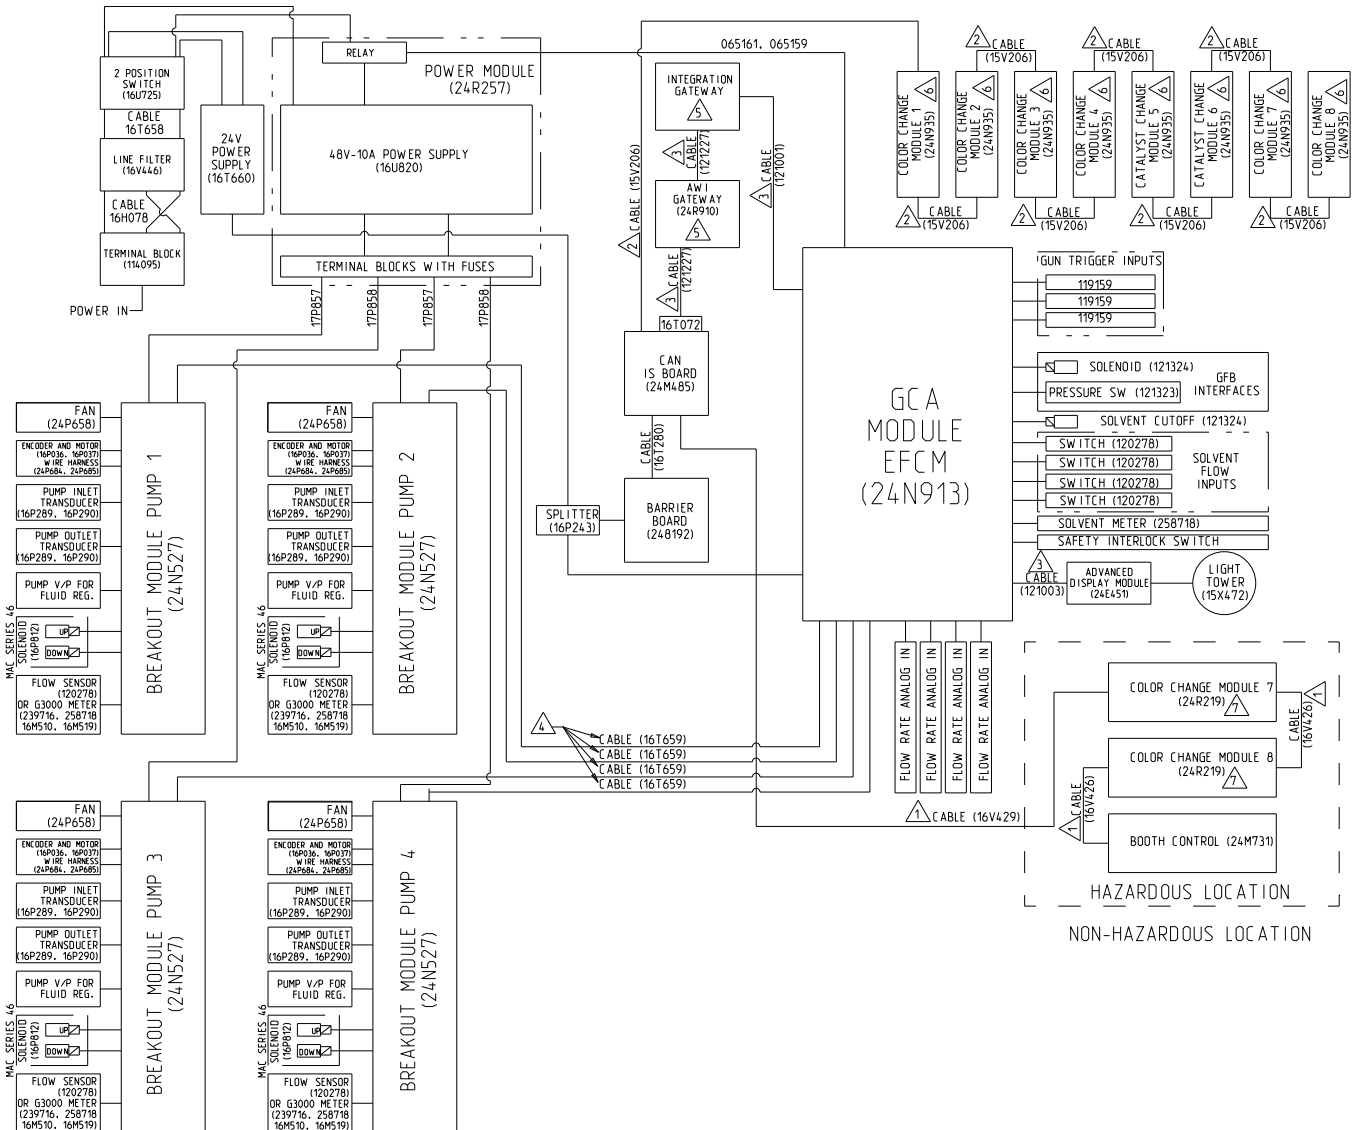 2 POSITION
SWITCH
(16U725)
CABLE
16T658
LINE FILTER
(16V446)
CABLE
16H078
TERMINAL BLOCK
(114095)
POWER IN
24V
POWER
SUPPLY
(16T660)
RELAY
POWER MODULE
(24R257)
48V-10A POWER SUPPLY
(16U820)
TERMINAL BLOCKS WITH FUSES
17P857
17P858
17P857
17P858
065161, 065159
INTEGRATION
GATEWAY
5
3
CABLE
(121227)
AWI
GATEWAY
(24R910)
5
3
CABLE
(121001)
2
CABLE (15V206)
3
CABLE
(121227)
16T072
CAN
IS BOARD
(24M485)
CABLE
(16T280)
BARRIER
BOARD
(248192)
SPLITTER
(16P243)
2
CABLE
(15V206)
2
CABLE
(15V206)
2
CABLE
(15V206)
COLOR CHANGE
MODULE 1
(24N935)
6
COLOR CHANGE
MODULE 2
(24N935)
6
COLOR CHANGE
MODULE 3
(24N935)
6
COLOR CHANGE
MODULE 4
(24N935)
6
CATALYST CHANGE
MODULE 5
(24N935)
6
CATALYST CHANGE
MODULE 6
(24N935)
6
COLOR CHANGE
MODULE 7
(24N935)
6
COLOR CHANGE
MODULE 8
(24N935)
6
2
CABLE
(15V206)
2
CABLE
(15V206)
2
CABLE
(15V206)
2
CABLE
(15V206)
GCA
MODULE
EFCM
(24N913)
GUN TRIGGER INPUTS
119159
119159
119159
SOLENOID (121324)
PRESSURE SW (121323)
GFB
INTERFACES
SOLVENT CUTOFF (121324)
SWITCH (120278)
SWITCH (120278)
SWITCH (120278)
SWITCH (120278)
SOLVENT
FLOW
INPUTS
SOLVENT METER (258718)
SAFETY INTERLOCK SWITCH
3
CABLE
(121003)
ADVANCED
DISPLAY MODULE
(24E451)
LIGHT
TOWER
(15X472)
FLOW RATE ANALOG IN
FLOW RATE ANALOG IN
FLOW RATE ANALOG IN
FLOW RATE ANALOG IN
1
CABLE (16V429)
COLOR CHANGE MODULE 7
(24R219)
7
1
CABLE
(16V426)
COLOR CHANGE MODULE 8
(24R219)
7
1
CABLE
(16V426)
BOOTH CONTROL (24M731)
HAZARDOUS LOCATION
NON-HAZARDOUS LOCATION
4
CABLE (16T659)
CABLE (16T659)
CABLE (16T659)
CABLE (16T659)
FAN
(24P658)
ENCODER AND MOTOR
(16P036, 16P037)
WIRE HARNESS
(24P684, 24P685)
PUMP INLET
TRANSDUCER
(16P289, 16P290)
PUMP OUTLET
TRANSDUCER
(16P289, 16P290)
PUMP V/P FOR
FLUID REG.
MAC SERIES 46
SOLENOID
(16P812)
UP
DOWN
FLOW SENSOR
(120278)
OR G3000 METER
(239716, 258718
16M510, 16M519)
BREAKOUT MODULE PUMP 1
(24N527)
FAN
(24P658)
ENCODER AND MOTOR
(16P036, 16P037)
WIRE HARNESS
(24P684, 24P685)
PUMP INLET
TRANSDUCER
(16P289, 16P290)
PUMP OUTLET
TRANSDUCER
(16P289, 16P290)
PUMP V/P FOR
FLUID REG.
MAC SERIES 46
SOLENOID
(16P812)
UP
DOWN
FLOW SENSOR
(120278)
OR G3000 METER
(239716, 258718
16M510, 16M519)
BREAKOUT MODULE PUMP 2
(24N527)
FAN
(24P658)
ENCODER AND MOTOR
(16P036, 16P037)
WIRE HARNESS
(24P684, 24P685)
PUMP INLET
TRANSDUCER
(16P289, 16P290)
PUMP OUTLET
TRANSDUCER
(16P289, 16P290)
PUMP V/P FOR
FLUID REG.
MAC SERIES 46
SOLENOID
(16P812)
UP
DOWN
FLOW SENSOR
(120278)
OR G3000 METER
(239716, 258718
16M510, 16M519)
BREAKOUT MODULE PUMP 3
(24N527)
FAN
(24P658)
ENCODER AND MOTOR
(16P036, 16P037)
WIRE HARNESS
(24P684, 24P685)
PUMP INLET
TRANSDUCER
(16P289, 16P290)
PUMP OUTLET
TRANSDUCER
(16P289, 16P290)
PUMP V/P FOR
FLUID REG.
MAC SERIES 46
SOLENOID
(16P812)
UP
DOWN
FLOW SENSOR
(120278)
OR G3000 METER
(239716, 258718
16M510, 16M519)
BREAKOUT MODULE PUMP 4
(24N527)